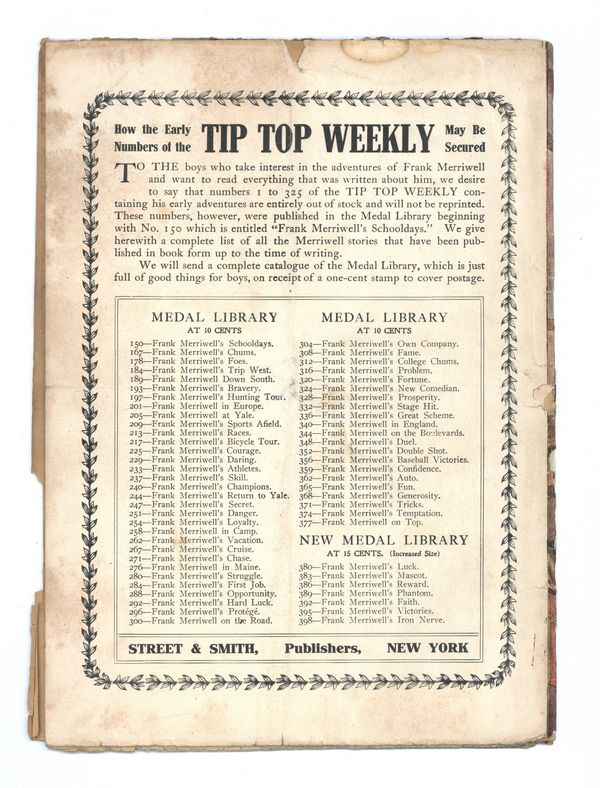 How the Early Numbers of the TIP TOP WEEKLY May Be Secured
TO THE boys who take interest in the adventures of Frank Merriwell
and want to read everything that was written about him, we desire
to say that numbers 1 to 325 of the TIP TOP WEEKLY con-
taining his early adventures are entirely out of stock and will not be reprinted.
These numbers, however, were published in the Medal Library beginning
with No. 150 which is entitled "Frank Merriwell's Schooldays." We give
herewith a complete list of all the Merriwell stories that have been pub-
lished in book form up to the time of writing.
We will send a complete catalogue of the Medal Library, which is just
full of good things for boys, on receipt of a one-cent stamp to cover postage.
MEDAL LIBRARY
AT 10 CENTS
150—Frank Merriwell's Schooldays.
167—Frank Merriwell's Chums.
178—Frank Merriwell's Foes.
184—Frank Merriwell's Trip West.
189—Frank Merriwell Down South.
193—Frank Merriwell's Bravery.
197—Frank Merriwell's Hunting Tour.
201—Frank Merriwell in Europe.
205—Frank Merriwell at Yale.
209—Frank Merriwell's Sports Afield.
213—Frank Merriwell's Races.
217—Frank Merriwell's Bicycle Tour.
225—Frank Merriwell's Courage.
229—Frank Merriwell's Daring.
233—Frank Merriwell's Athletes.
237—Frank Merriwell's Skill.
240—Frank Merriwell's Champions.
244—Frank Merriwell's Return to Yale.
247—Frank Merriwell's Secret.
251—Frank Merriwell's Danger.
254—Frank Merriwell's Loyalty.
258—Frank Merriwell in Camp.
262—Frank Merriwell's Vacation.
267—Frank Merriwell's Cruise.
271—Frank Merriwell's Chase.
276—Frank Merriwell in Maine.
280—Frank Merriwell's Struggle.
284—Frank Merriwell's First Job.
288—Frank Merriwell's Opportunity.
292—Frank Merriwell's Hard Luck.
296—Frank Merriwell's Protégé.
300—Frank Merriwell on the Road.
MEDAL LIBRARY
AT 10 CENTS
304—Frank Merriwell's Own Company.
308—Frank Merriwell's Fame.
312—Frank Merriwell's College Chums.
316—Frank Merriwell's Problem.
320—Frank Merriwell's Fortune.
324—Frank Merriwell's New Comedian.
328—Frank Merriwell's Prosperity.
332—Frank Merriwell's Stage Hit.
336—Frank Merriwell's Great Scheme.
340—Frank Merriwell in England.
344—Frank Merriwell on the Boulevards.
348—Frank Merriwell's Duel.
352—Frank Merriwell's Double Shot.
356—Frank Merriwell's Baseball Victories.
359—Frank Merriwell's Confidence.
362—Frank Merriwell's Auto.
365—Frank Merriwell's Fun.
368—Frank Merriwell's Generosity.
371—Frank Merriwell's Tricks.
374—Frank Merriwell's Temptation.
377—Frank Merriwell on Top.
NEW MEDAL LIBRARY
AT 15 CENTS. (Increased Size)
380—Frank Merriwell's Luck.
383—Frank Merriwell's Mascot.
386—Frank Merriwell's Reward.
389—Frank Merriwell's Phantom.
392—Frank Merriwell's Faith.
395—Frank Merriwell's Victories.
398—Frank Merriwell's Iron Nerve.
STREET & SMITH, Publishers, NEW YORK